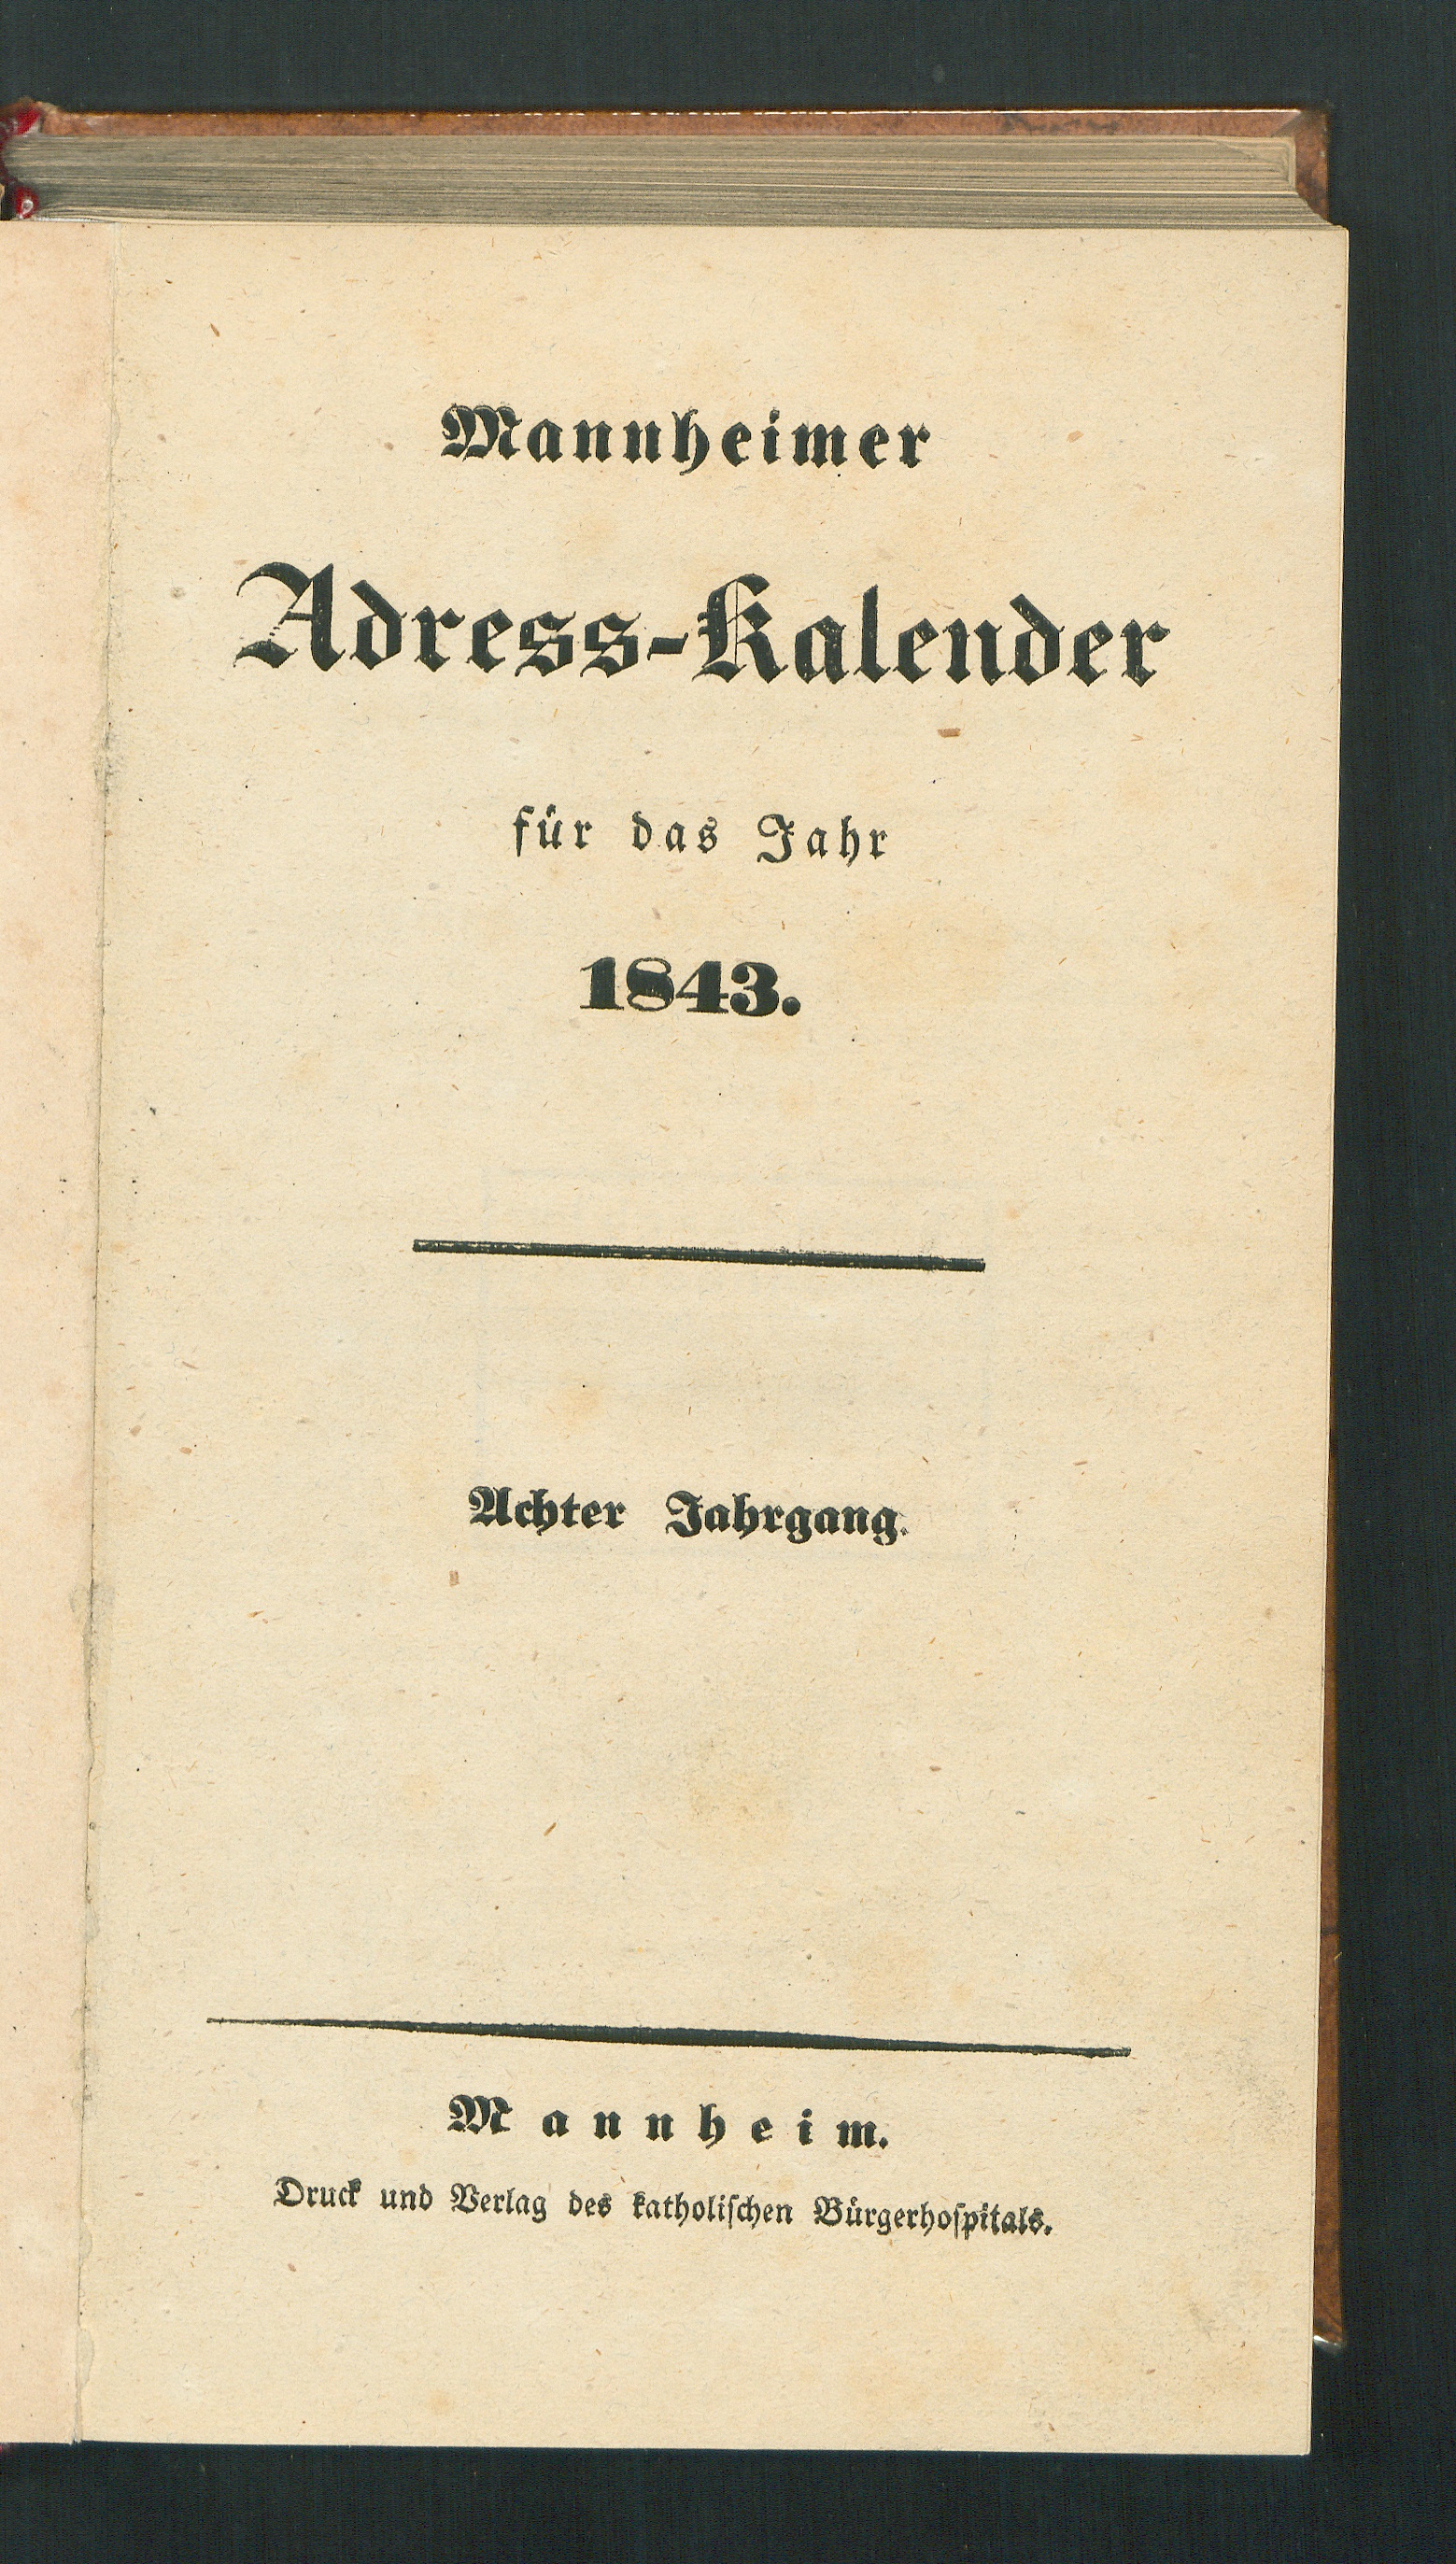 Mannheimer
Adress-Kalender
für das Jahr
1843.
Achter Jahrgang.
Mannheim.
Druck und Verlag des katholiſchen Bürgerhoſpitals.